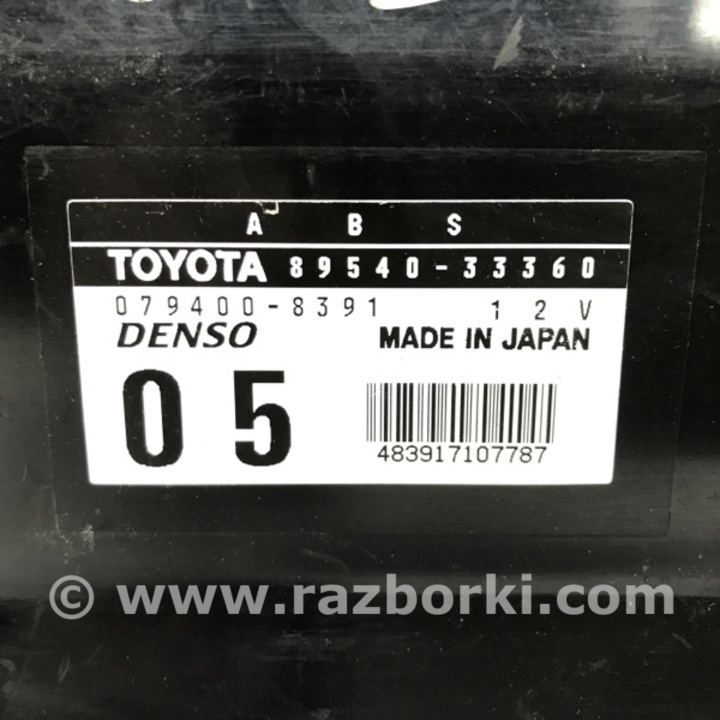 A B S
TOYOTA 89540-33360
079400-8391 12V
DENSO MADE IN JAPAN
05
483917107787
© www.razborki.com